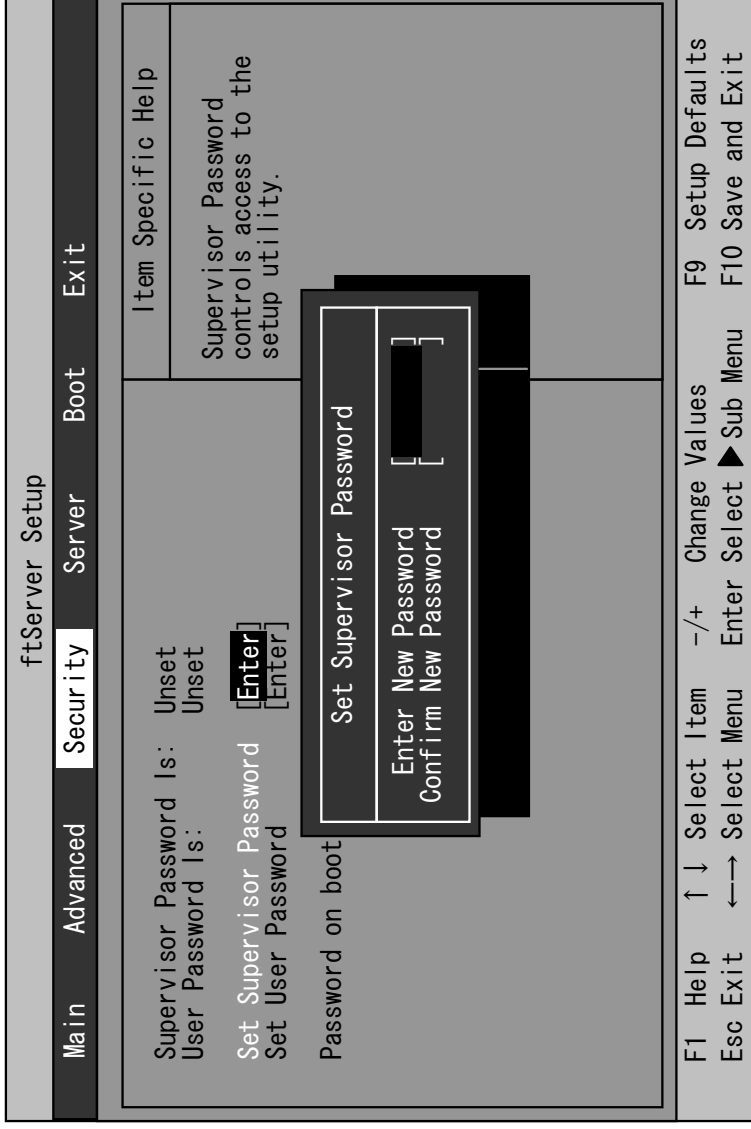 ftServer Setup
Main Advanced Security Server Boot Exit
Item Specific Help
Supervisor Password Is: Unset
User Password Is: Unset
Supervisor Password
controls access to the
setup utility.
Set Supervisor Password [Enter]
Set User Password [Enter]
Password on boot
Set Supervisor Password
Enter New Password [ ]
Confirm New Password [ ]
F1 Help ↑↓ Select Item -/+ Change Values F9 Setup Defaults
Esc Exit ←→ Select Menu Enter Select ▶Sub Menu F10 Save and Exit